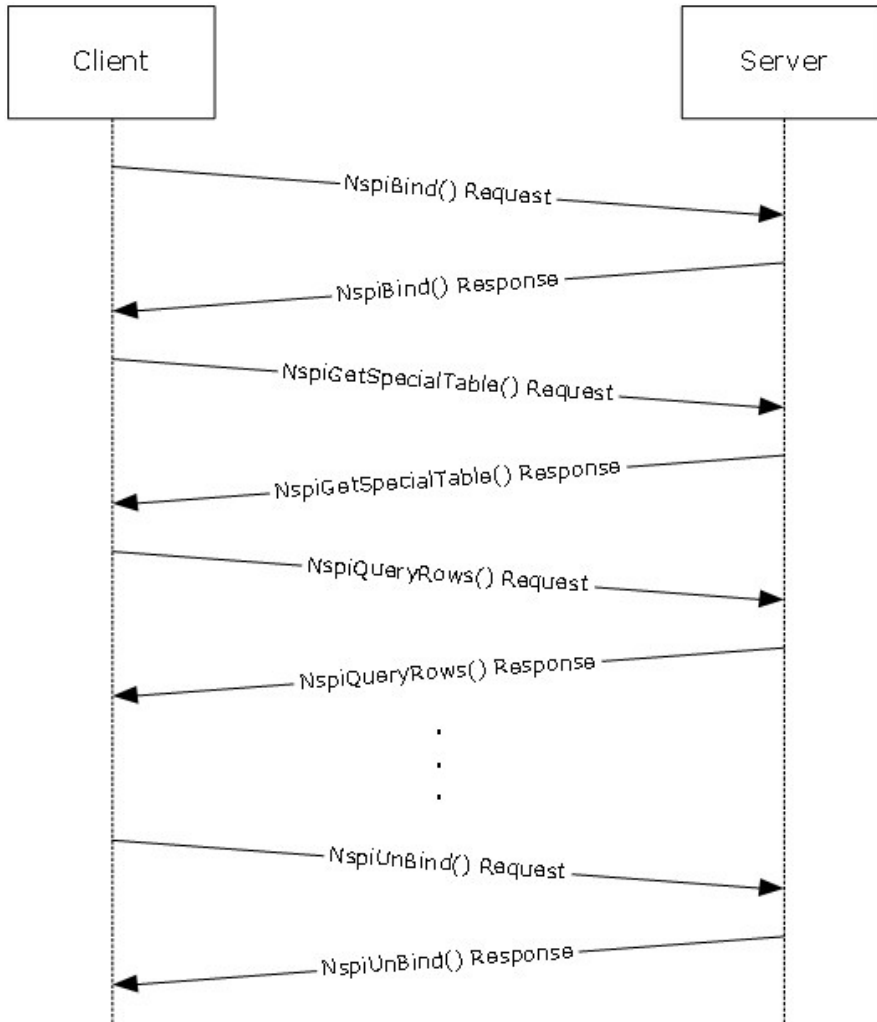 Client
Server
NspiBind() Request
NspiBind() Response
NspiGetSpecialTable() Request
NspiGetSpecialTable() Response
NspiQueryRows() Request
NspiQueryRows() Response
.
.
.
NspiUnBind() Request
NspiUnBind() Response